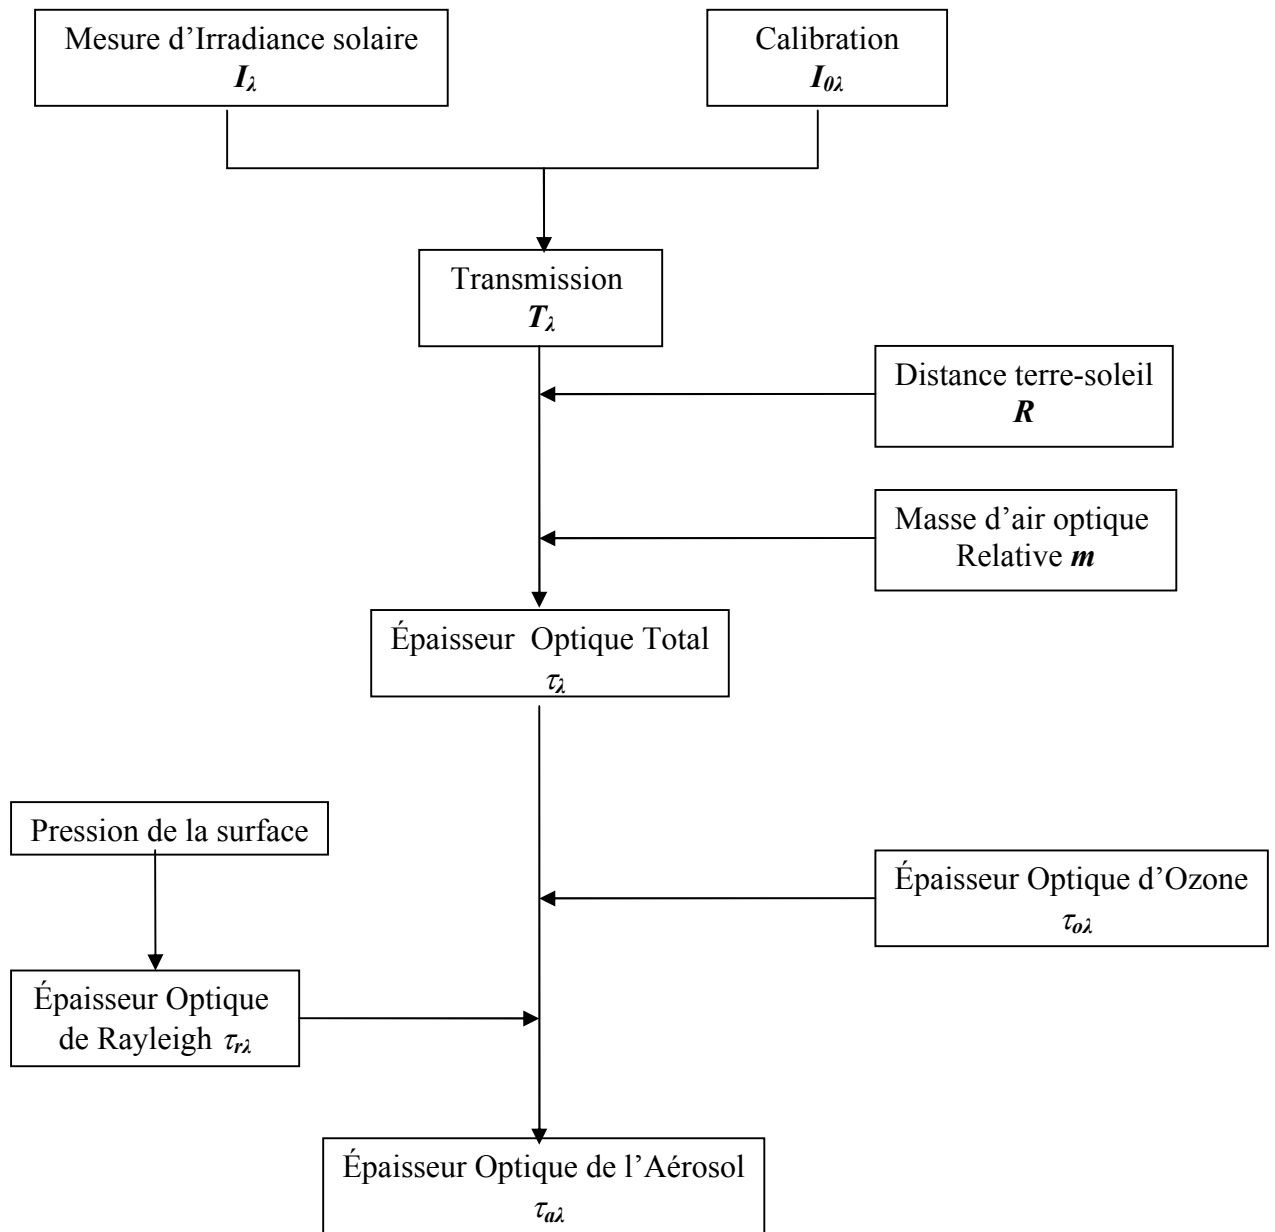 Mesure d’Irradiance solaire
Iλ
Calibration
I0λ
Transmission
Tλ
Distance terre-soleil
R
Masse d’air optique
Relative m
Épaisseur Optique Total
τλ
Pression de la surface
Épaisseur Optique d’Ozone
τoλ
Épaisseur Optique
de Rayleigh τrλ
Épaisseur Optique de l’Aérosol
τaλ